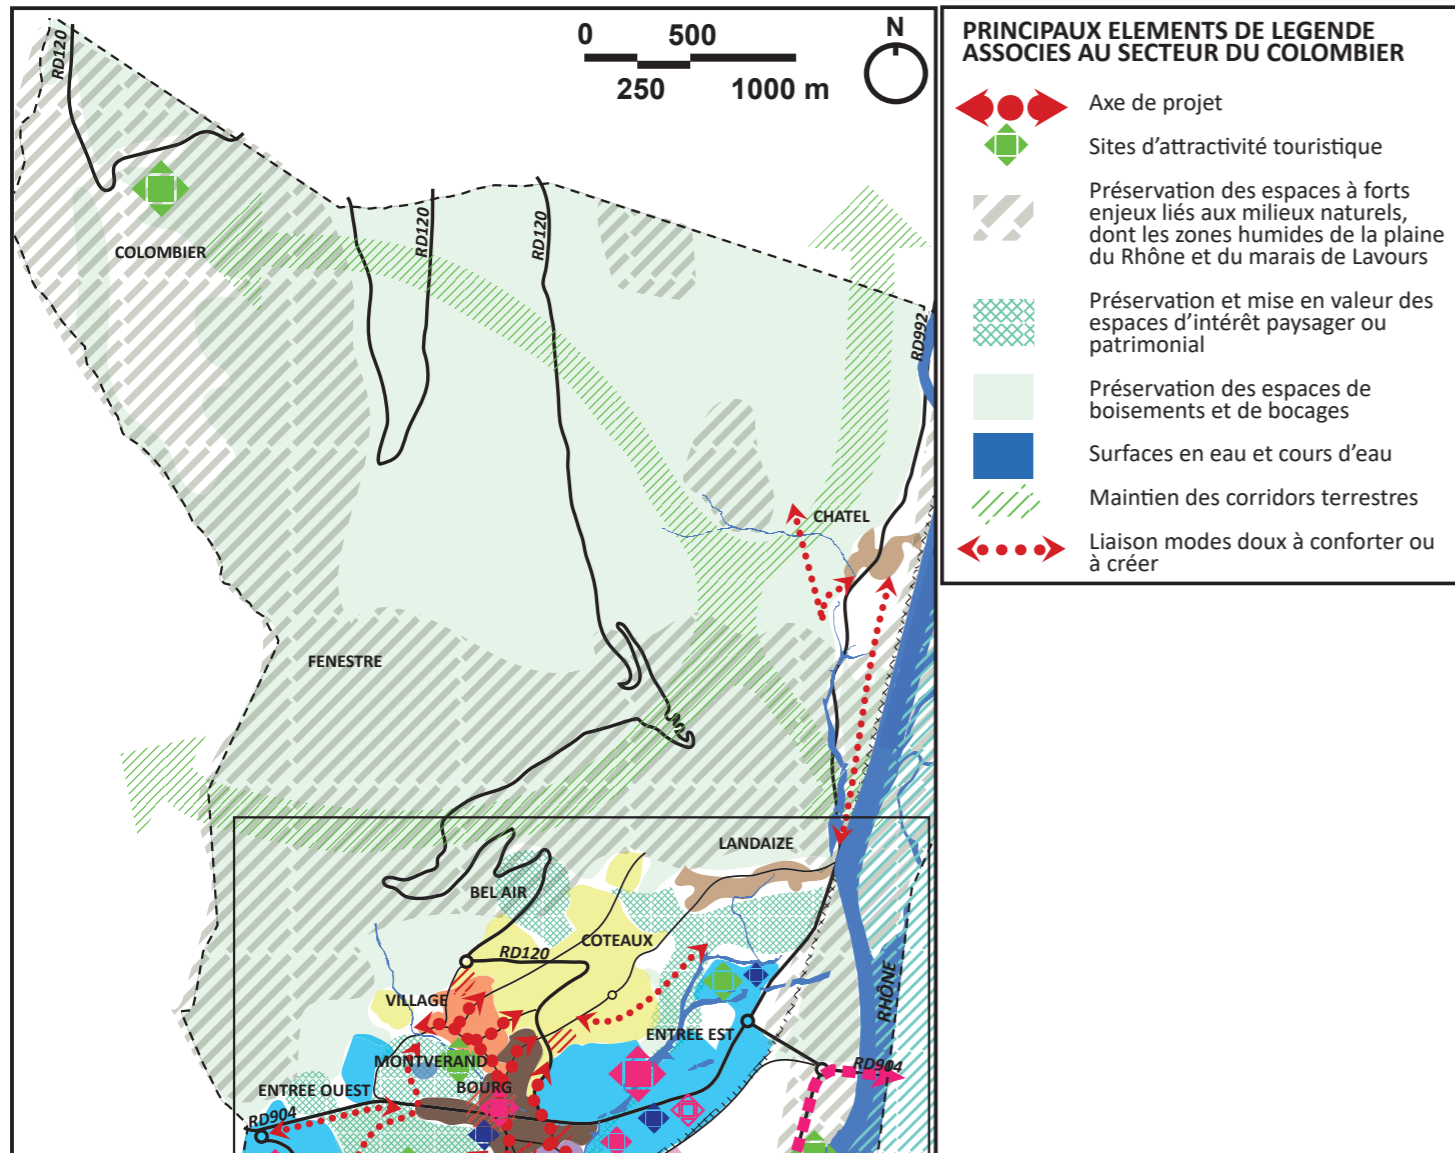 0 500
250 1000 m
N
RD120
RD120
RD120
RD992
COLOMBIER
CHATEL
FENESTRE
LANDAIZE
BEL AIR
COTEAUX
RD120
VILLAGE
ENTREE EST
RHÔNE
MONTVERAND
RD904
ENTREE OUEST
BOURG
RD904
PRINCIPAUX ELEMENTS DE LEGENDE
ASSOCIES AU SECTEUR DU COLOMBIER
Axe de projet
Sites d'attractivité touristique
Préservation des espaces à forts
enjeux liés aux milieux naturels,
dont les zones humides de la plaine
du Rhône et du marais de Lavours
Préservation et mise en valeur des
espaces d'intérêt paysager ou
patrimonial
Préservation des espaces de
boisements et de bocages
Surfaces en eau et cours d'eau
Maintien des corridors terrestres
Liaison modes doux à conforter ou
à créer